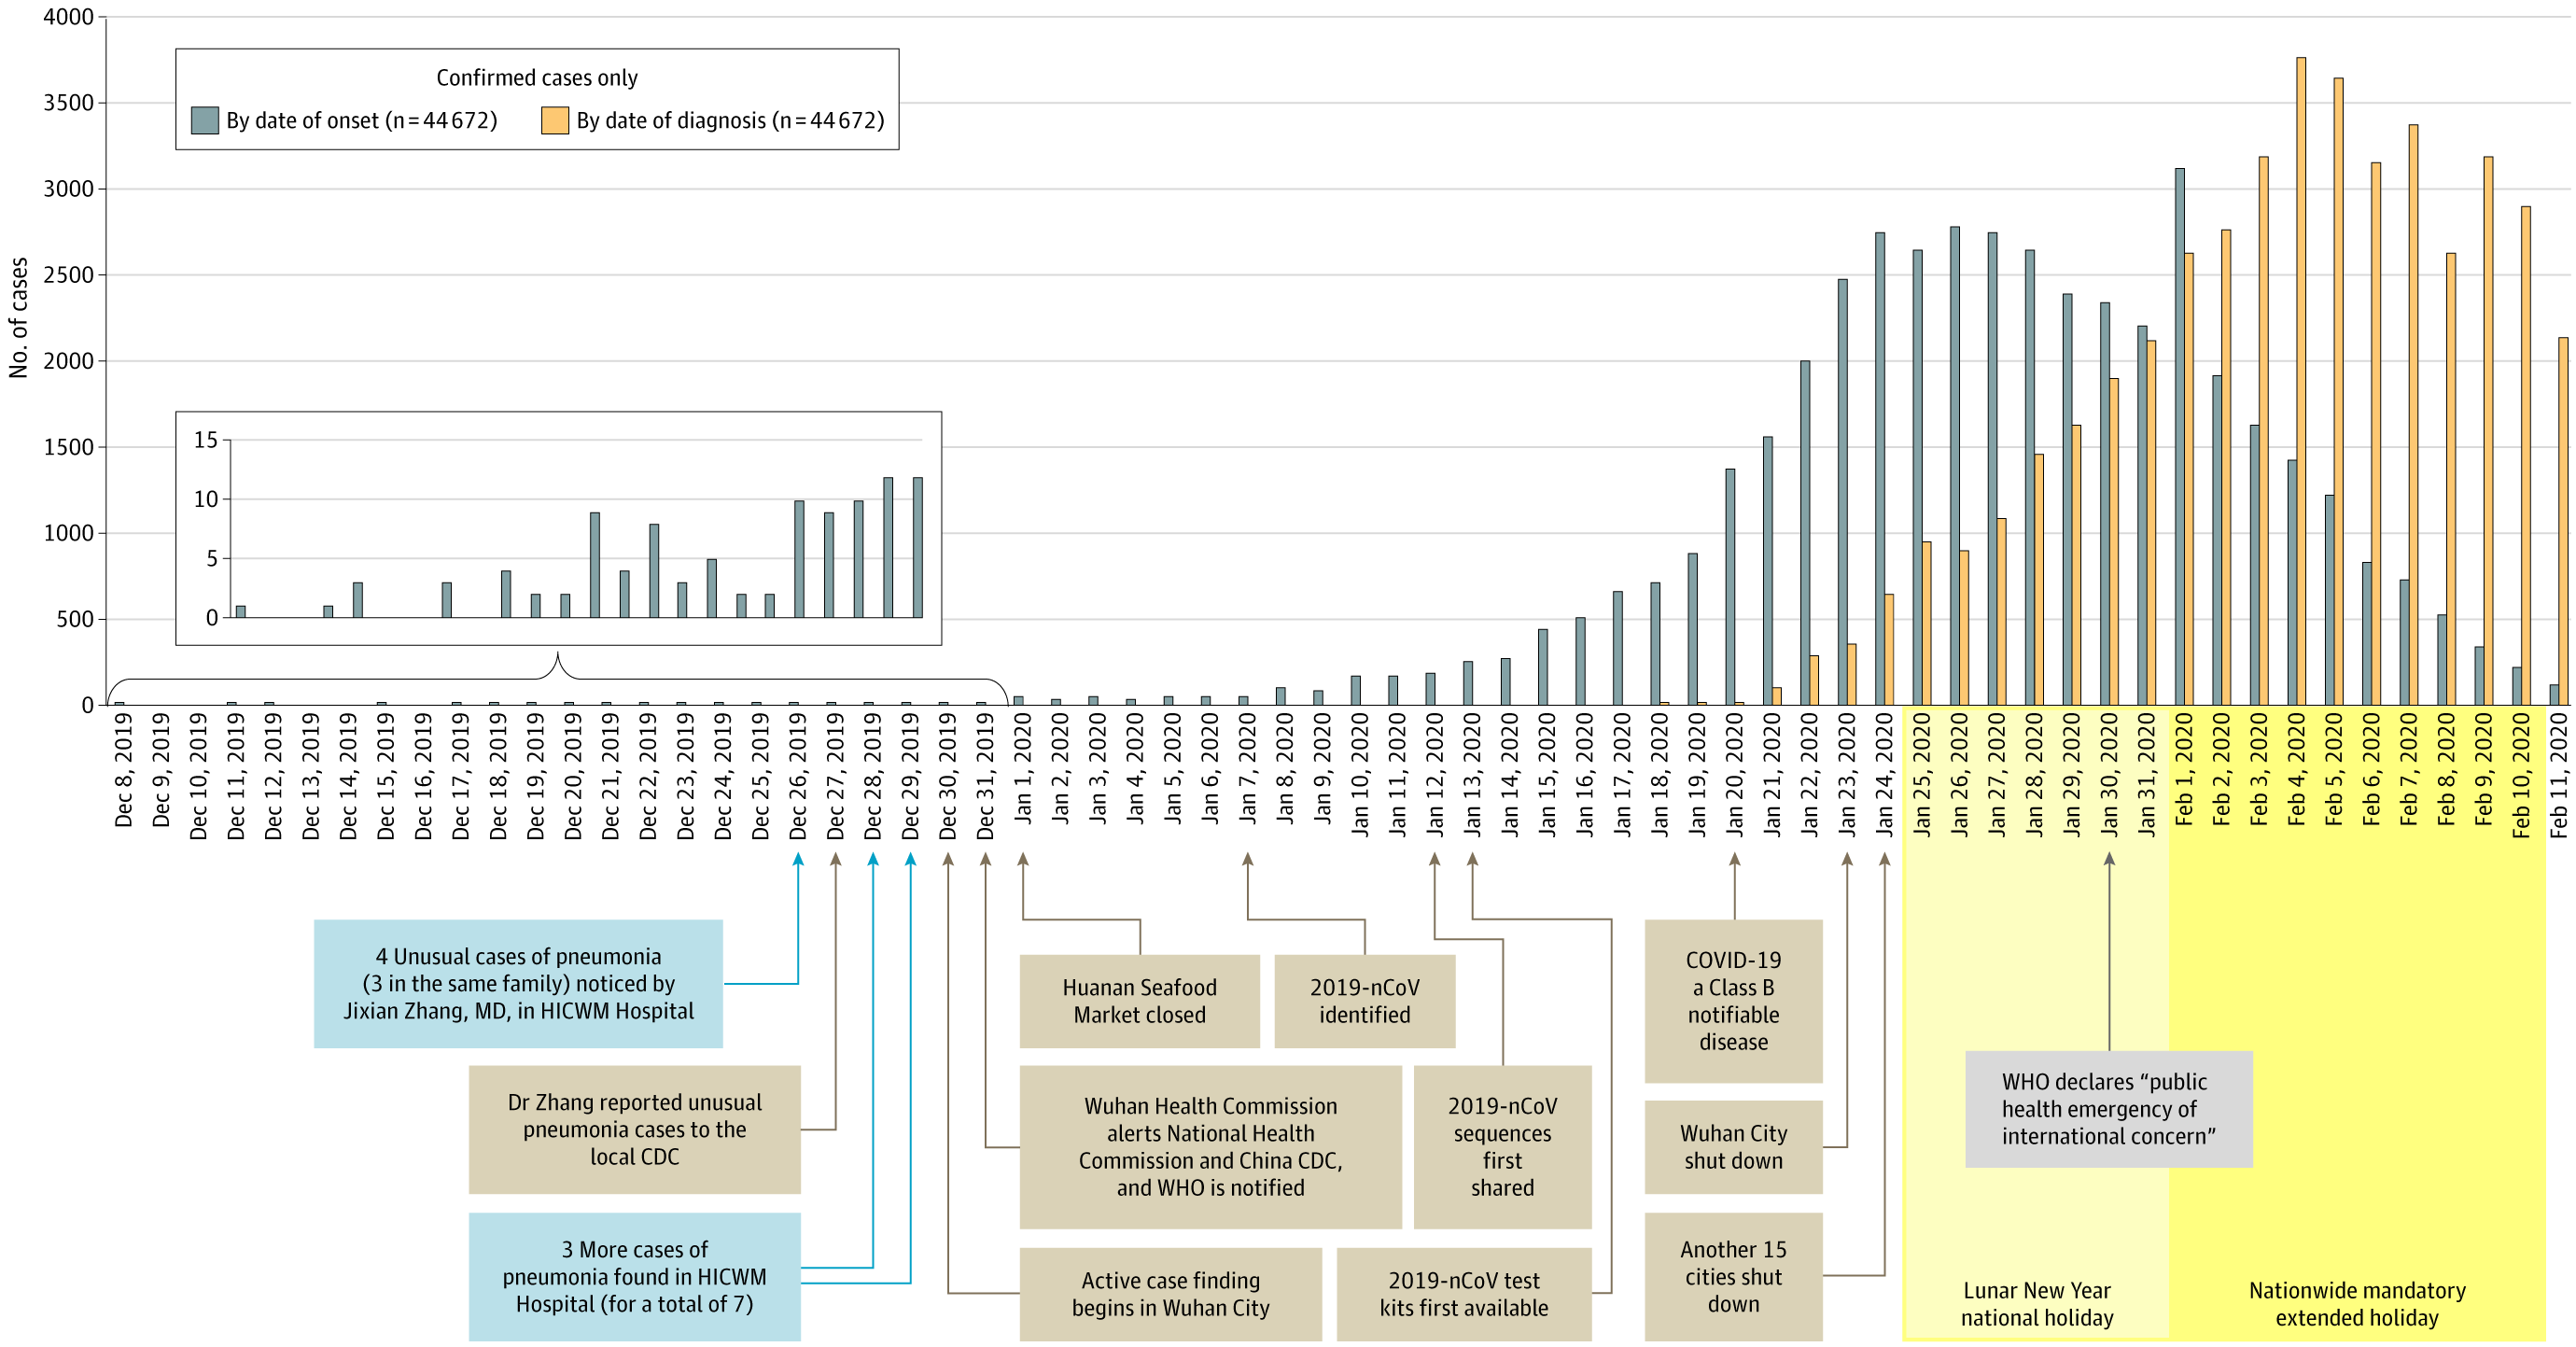 4000
3500
3000
2500
2000
1500
1000
500
0
No. of cases
Confirmed cases only
By date of onset (n = 44 672)
By date of diagnosis (n = 44 672)
15
10
5
0
Dec 8, 2019
Dec 9, 2019
Dec 10, 2019
Dec 11, 2019
Dec 12, 2019
Dec 13, 2019
Dec 14, 2019
Dec 15, 2019
Dec 16, 2019
Dec 17, 2019
Dec 18, 2019
Dec 19, 2019
Dec 20, 2019
Dec 21, 2019
Dec 22, 2019
Dec 23, 2019
Dec 24, 2019
Dec 25, 2019
Dec 26, 2019
Dec 27, 2019
Dec 28, 2019
Dec 29, 2019
Dec 30, 2019
Dec 31, 2019
Jan 1, 2020
Jan 2, 2020
Jan 3, 2020
Jan 4, 2020
Jan 5, 2020
Jan 6, 2020
Jan 7, 2020
Jan 8, 2020
Jan 9, 2020
Jan 10, 2020
Jan 11, 2020
Jan 12, 2020
Jan 13, 2020
Jan 14, 2020
Jan 15, 2020
Jan 16, 2020
Jan 17, 2020
Jan 18, 2020
Jan 19, 2020
Jan 20, 2020
Jan 21, 2020
Jan 22, 2020
Jan 23, 2020
Jan 24, 2020
Jan 25, 2020
Jan 26, 2020
Jan 27, 2020
Jan 28, 2020
Jan 29, 2020
Jan 30, 2020
Jan 31, 2020
Feb 1, 2020
Feb 2, 2020
Feb 3, 2020
Feb 4, 2020
Feb 5, 2020
Feb 6, 2020
Feb 7, 2020
Feb 8, 2020
Feb 9, 2020
Feb 10, 2020
Feb 11, 2020
4 Unusual cases of pneumonia
(3 in the same family) noticed by
Jixian Zhang, MD, in HICWM Hospital
Dr Zhang reported unusual
pneumonia cases to the
local CDC
3 More cases of
pneumonia found in HICWM
Hospital (for a total of 7)
Huanan Seafood
Market closed
2019-nCoV
identified
Wuhan Health Commission
alerts National Health
Commission and China CDC,
and WHO is notified
2019-nCoV
sequences
first
shared
Active case finding
begins in Wuhan City
2019-nCoV test
kits first available
COVID-19
a Class B
notifiable
disease
Wuhan City
shut down
Another 15
cities shut
down
WHO declares “public
health emergency of
international concern”
Lunar New Year
national holiday
Nationwide mandatory
extended holiday